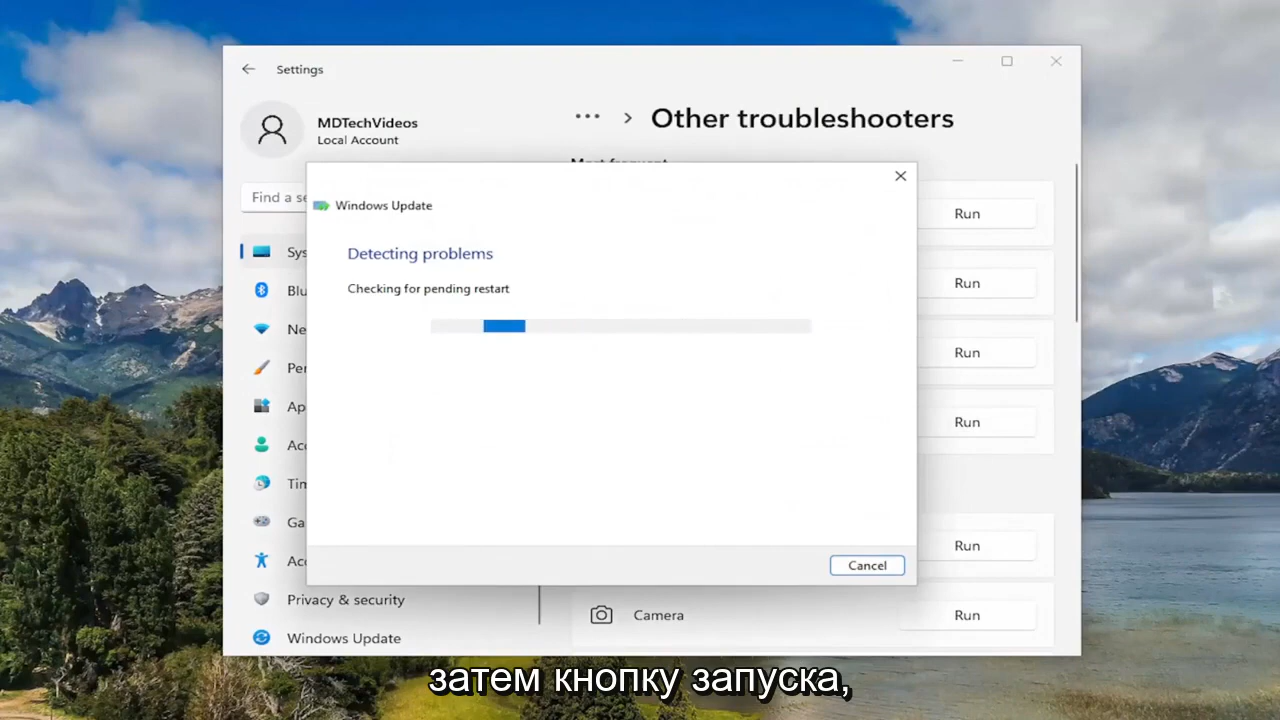 Settings
MDTechVideos
Local Account
... > Other troubleshooters
Most frequent
Find a se
Run
Windows Update
Sys
Detecting problems
Run
Blu
Checking for pending restart
Ne
Run
Per
Ap
Run
Acc
Tim
Ga
Run
Acc
Cancel
Privacy & security
Camera
Run
Windows Update
затем кнопку запуска,